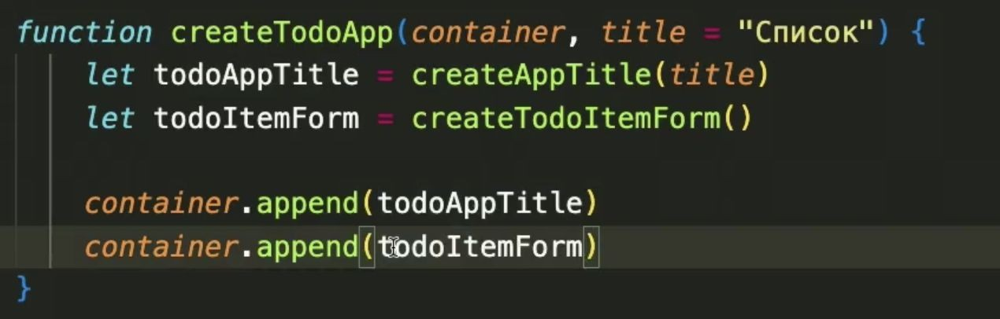 function createTodoApp(container, title = "Список") {
let todoAppTitle = createAppTitle(title)
let todoItemForm = createTodoItemForm()
container.append(todoAppTitle)
container.append(todoItemForm)
}